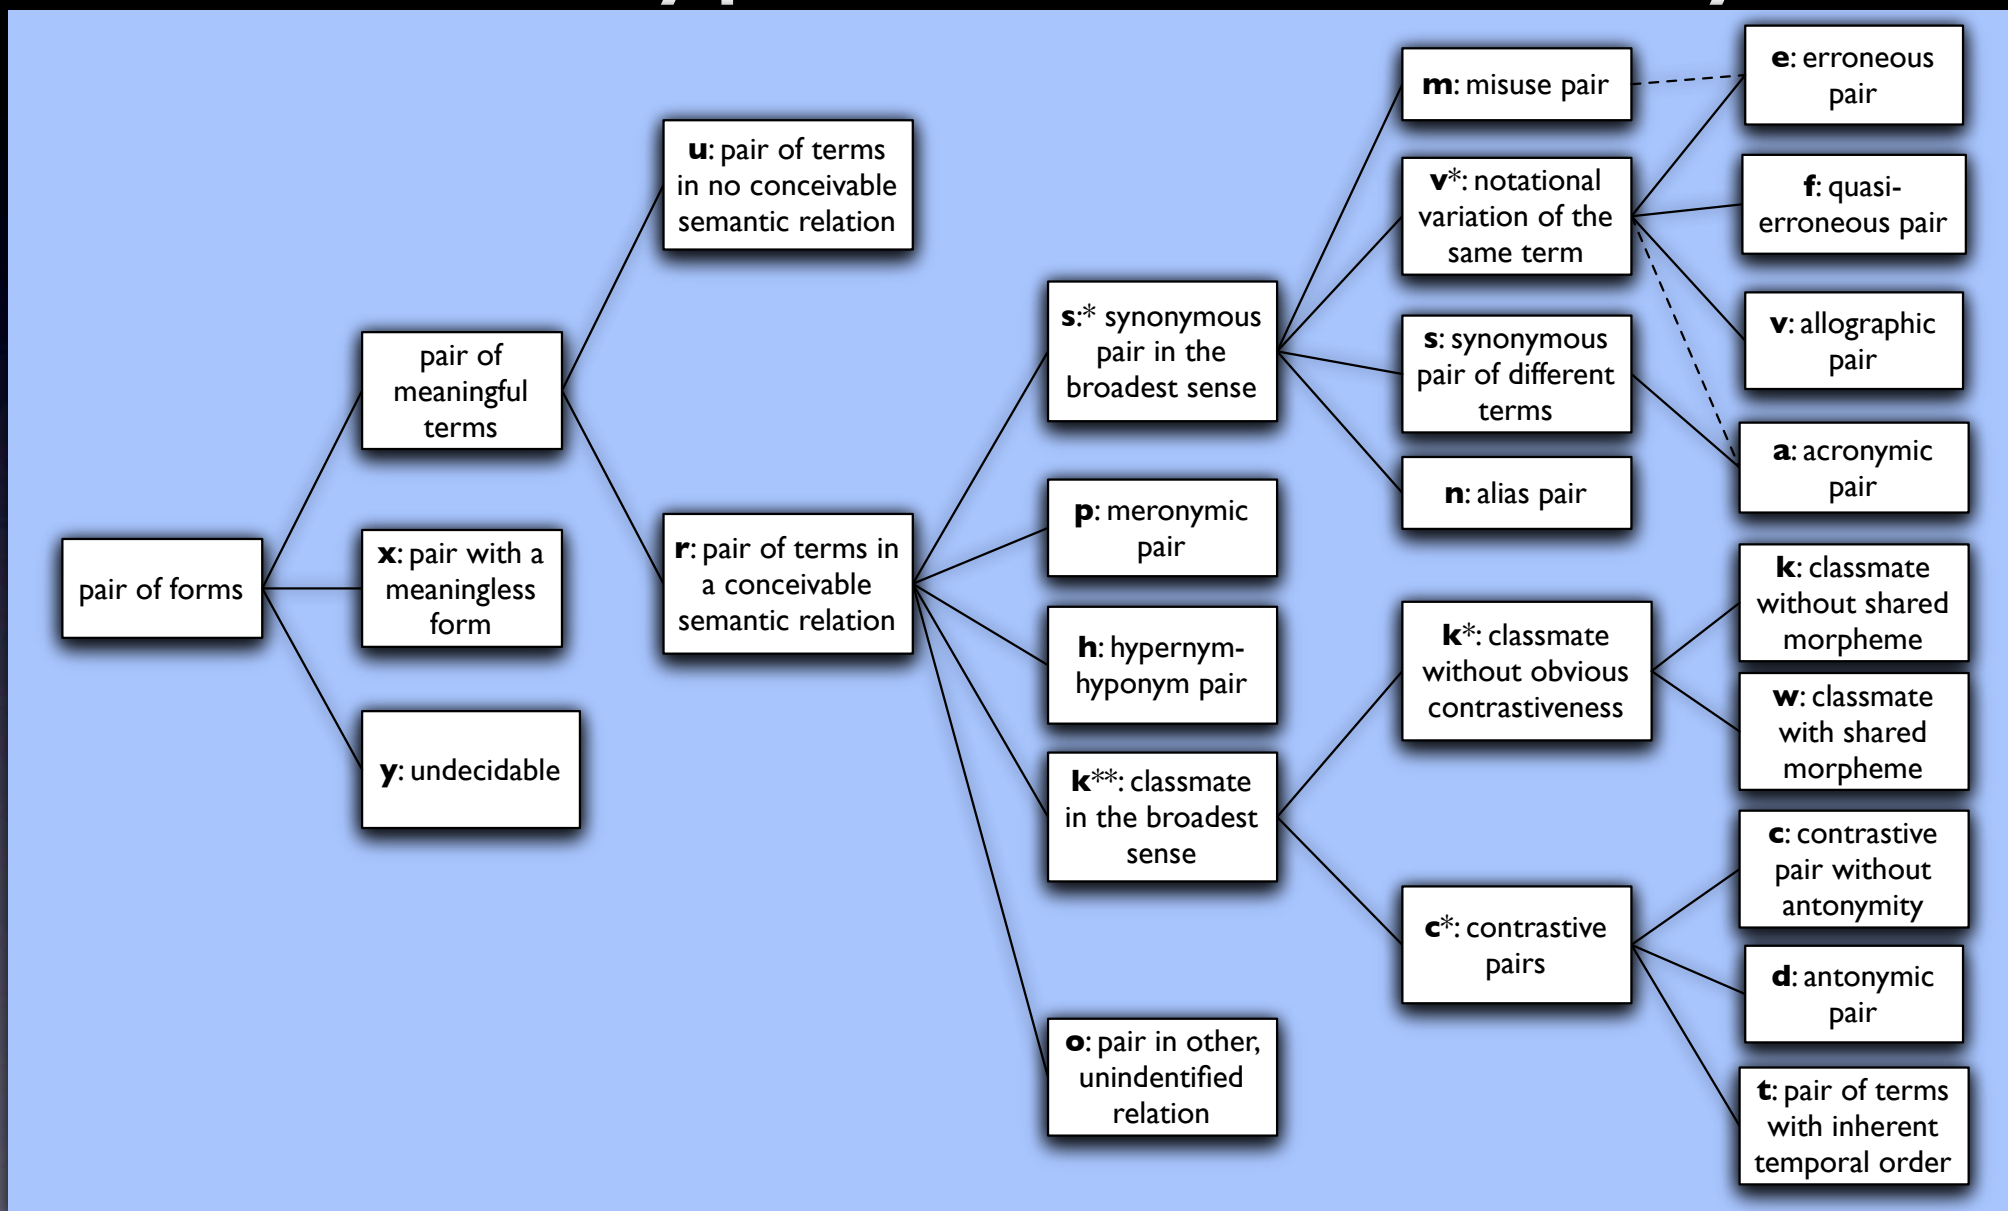 pair of forms
pair of
meaningful
terms
x: pair with a
meaningless
form
y: undecidable
u: pair of terms
in no conceivable
semantic relation
r: pair of terms in
a conceivable
semantic relation
s:* synonymous
pair in the
broadest sense
p: meronymic
pair
h: hypernym-
hyponym pair
k**: classmate
in the broadest
sense
o: pair in other,
unindentified
relation
m: misuse pair
v*: notational
variation of the
same term
s: synonymous
pair of different
terms
n: alias pair
k*: classmate
without obvious
contrastiveness
c*: contrastive
pairs
e: erroneous
pair
f: quasi-
erroneous pair
v: allographic
pair
a: acronymic
pair
k: classmate
without shared
morpheme
w: classmate
with shared
morpheme
c: contrastive
pair without
antonymity
d: antonymic
pair
t: pair of terms
with inherent
temporal order